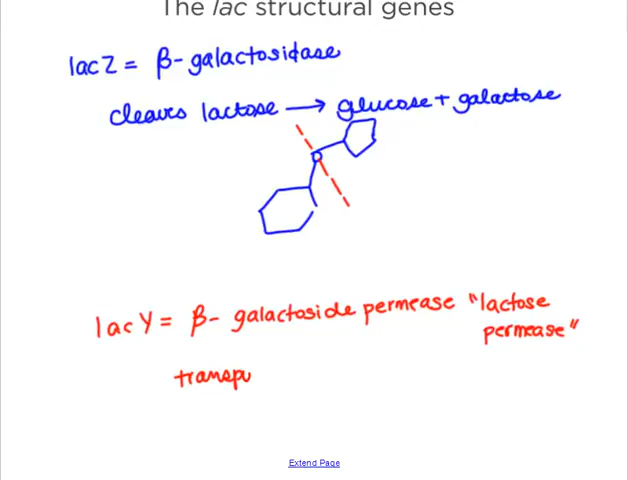 The lac structural genes
lacZ = β-galactosidase
cleaves lactose → glucose + galactose
lacY = β-galactoside permease "lactose
permease"
transpo
Extend Page